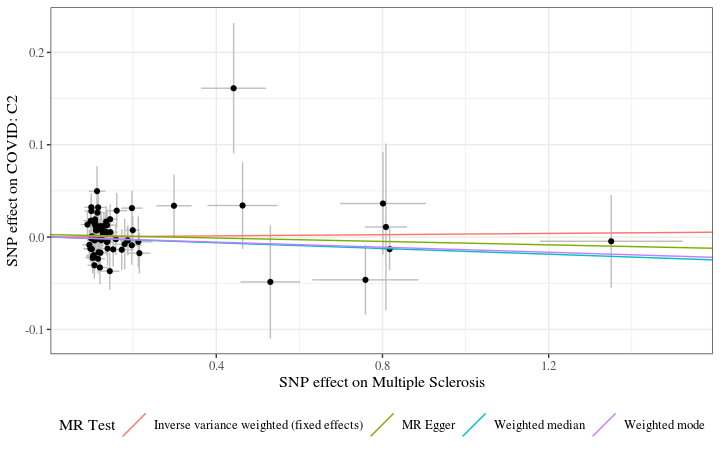 SNP effect on COVID: C2
0.2
0.1
0.0
-0.1
0.4
0.8
1.2
SNP effect on Multiple Sclerosis
MR Test
Inverse variance weighted (fixed effects)
MR Egger
Weighted median
Weighted mode